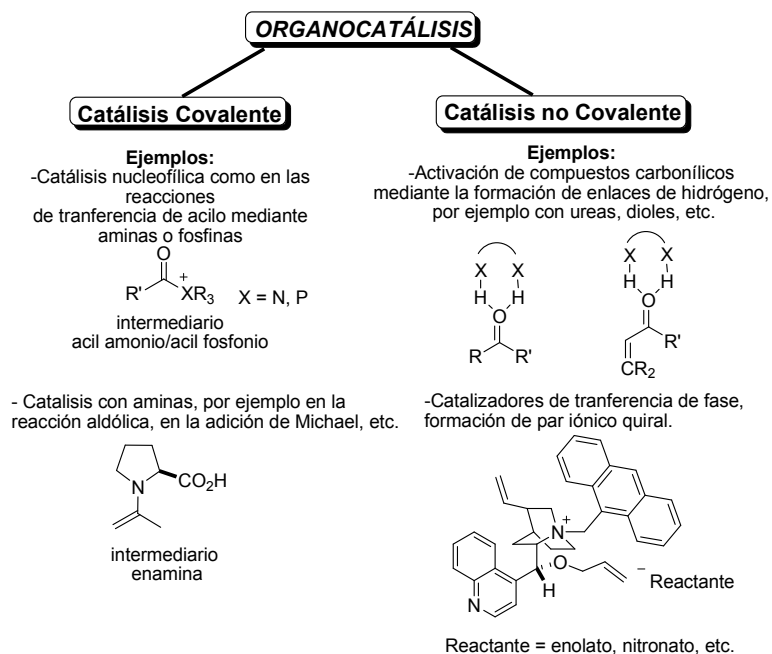 ORGANOCATÁLISIS
Catálisis Covalente
Ejemplos:
-Catálisis nucleofílica como en las
reacciones
de tranferencia de acilo mediante
aminas o fosfinas
O
+
R' XR3 X = N, P
intermediario
acil amonio/acil fosfonio
- Catalisis con aminas, por ejemplo en la
reacción aldólica, en la adición de Michael, etc.
CO2H
N
intermediario
enamina
Catálisis no Covalente
Ejemplos:
-Activación de compuestos carbonílicos
mediante la formación de enlaces de hidrógeno,
por ejemplo con ureas, dioles, etc.
X X
H H
O
R R'
X X
H H
O
R'
CR2
-Catalizadores de tranferencia de fase,
formación de par iónico quiral.
+
N
O
H
N
– Reactante
Reactante = enolato, nitronato, etc.